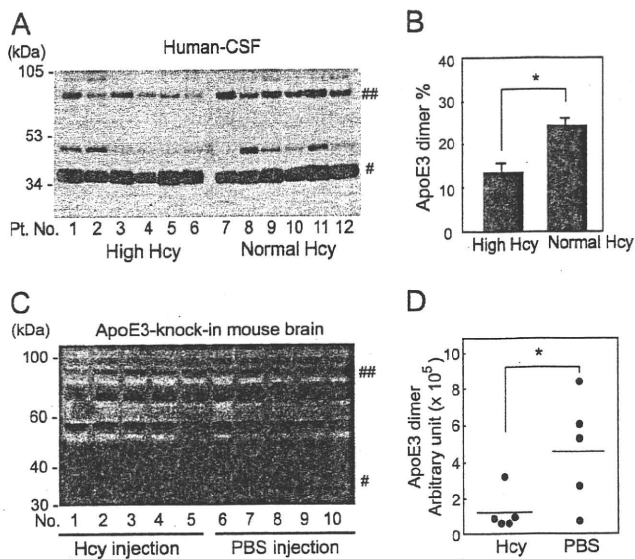 A
(kDa)
Human-CSF
105
53
34
##
#
Pt. No. 1 2 3 4 5 6 7 8 9 10 11 12
High Hcy Normal Hcy
B
ApoE3 dimer %
40
30
20
10
0
*
High Hcy Normal Hcy
C
(kDa)
ApoE3-knock-in mouse brain
100
60
40
30
##
#
No. 1 2 3 4 5 6 7 8 9 10
Hcy injection PBS injection
D
ApoE3 dimer
Arbitrary unit (x 10⁵)
10
8
6
4
2
0
*
Hcy PBS